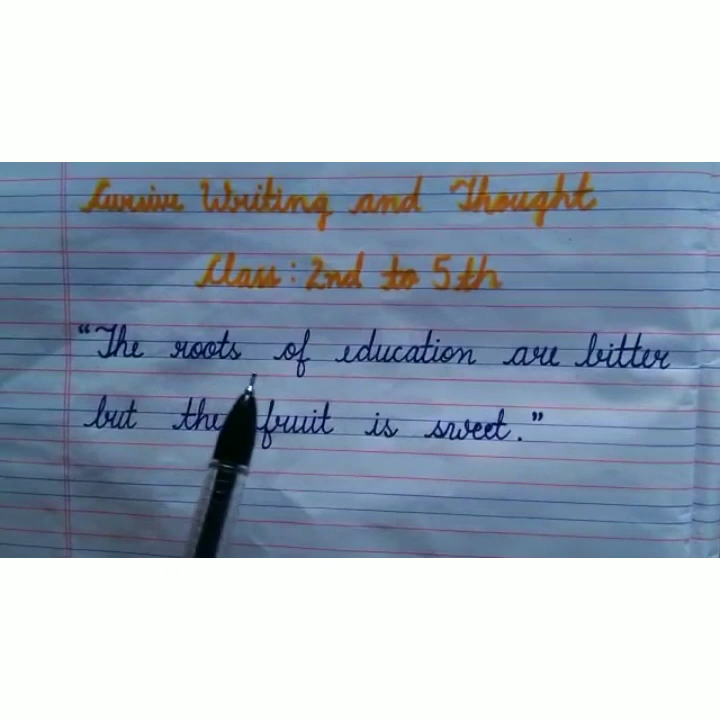 Cursive Writing and Thought
Class : 2nd to 5th
“The roots of education are bitter
but the fruit is sweet.”